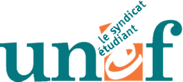 le syndicat
étudiant
unef